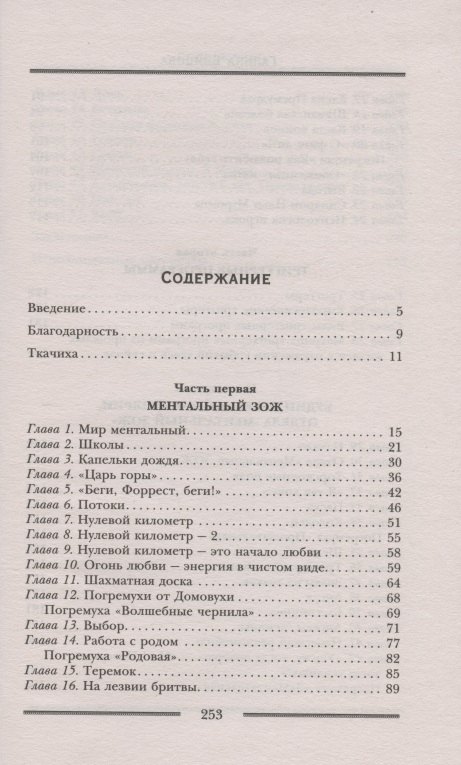 СОДЕРЖАНИЕ
Введение 5
Благодарность 9
Ткачиха 11
Часть первая
МЕНТАЛЬНЫЙ ЗОЖ
Глава 1. Мир ментальный 15
Глава 2. Школы 21
Глава 3. Капельки дождя 30
Глава 4. «Царь горы» 36
Глава 5. «Беги, Форрест, беги!» 42
Глава 6. Потоки 46
Глава 7. Нулевой километр 51
Глава 8. Нулевой километр – 2 55
Глава 9. Нулевой километр – это начало любви 58
Глава 10. Огонь любви – энергия в чистом виде 59
Глава 11. Шахматная доска 64
Глава 12. Погремухи от Домовухи 68
Погремуха «Волшебные чернила» 69
Глава 13. Выбор 71
Глава 14. Работа с родом 77
Погремуха «Родовая» 82
Глава 15. Теремок 85
Глава 16. На лезвии бритвы 89
253